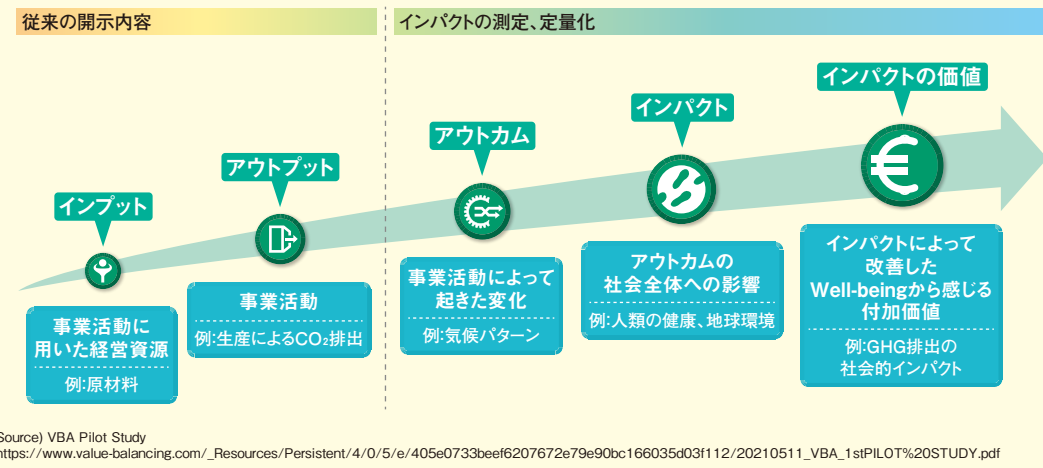 従来の開示内容
インパクトの測定、定量化
インプット
事業活動に
用いた経営資源
例:原材料
アウトプット
事業活動
例:生産によるCO₂排出
アウトカム
事業活動によって
起きた変化
例:気候パターン
インパクト
アウトカムの
社会全体への影響
例:人類の健康、地球環境
インパクトの価値
€
インパクトによって
改善した
Well-beingから感じる
付加価値
例:GHG排出の
社会的インパクト
Source) VBA Pilot Study
https://www.value-balancing.com/_Resources/Persistent/4/0/5/e/405e0733beef6207672e79e90bc166035d03f112/20210511_VBA_1stPILOT%20STUDY.pdf